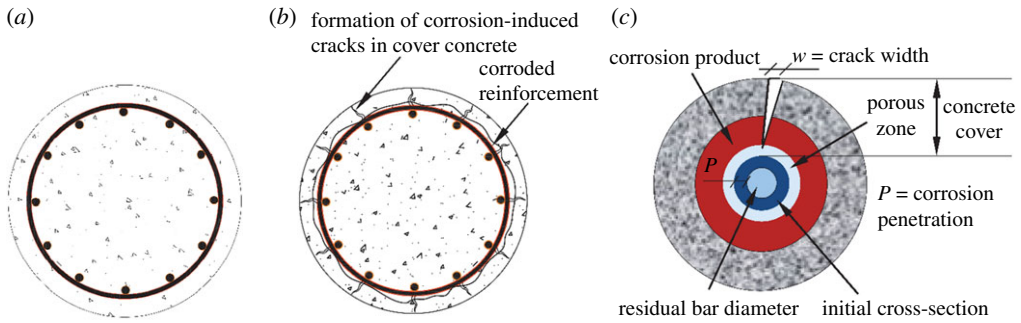 (a)
(b)
formation of corrosion-induced
cracks in cover concrete
corroded
reinforcement
(c)
corrosion product
w = crack width
porous
zone
concrete
cover
P
P = corrosion
penetration
residual bar diameter
initial cross-section